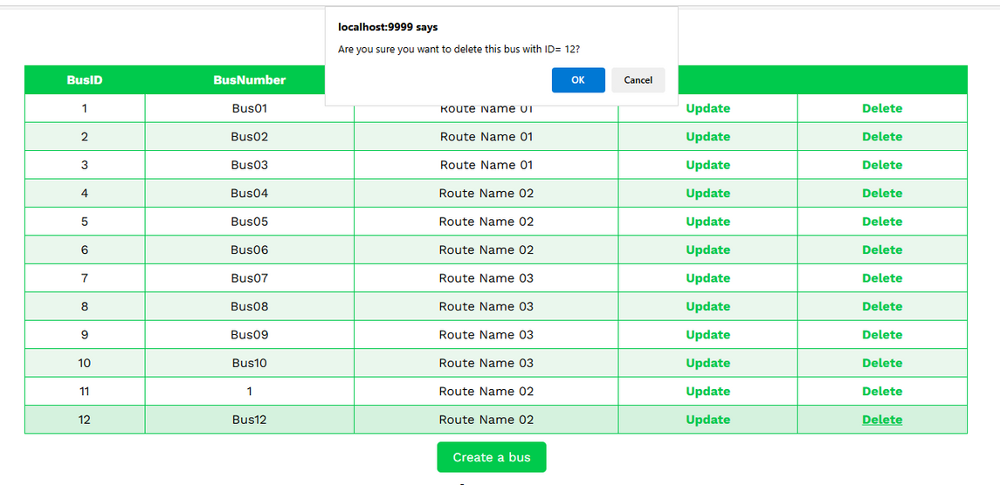 localhost:9999 says
Are you sure you want to delete this bus with ID= 12?
OK Cancel
BusID BusNumber
1 Bus01 Route Name 01 Update Delete
2 Bus02 Route Name 01 Update Delete
3 Bus03 Route Name 01 Update Delete
4 Bus04 Route Name 02 Update Delete
5 Bus05 Route Name 02 Update Delete
6 Bus06 Route Name 02 Update Delete
7 Bus07 Route Name 03 Update Delete
8 Bus08 Route Name 03 Update Delete
9 Bus09 Route Name 03 Update Delete
10 Bus10 Route Name 03 Update Delete
11 1 Route Name 02 Update Delete
12 Bus12 Route Name 02 Update Delete
Create a bus